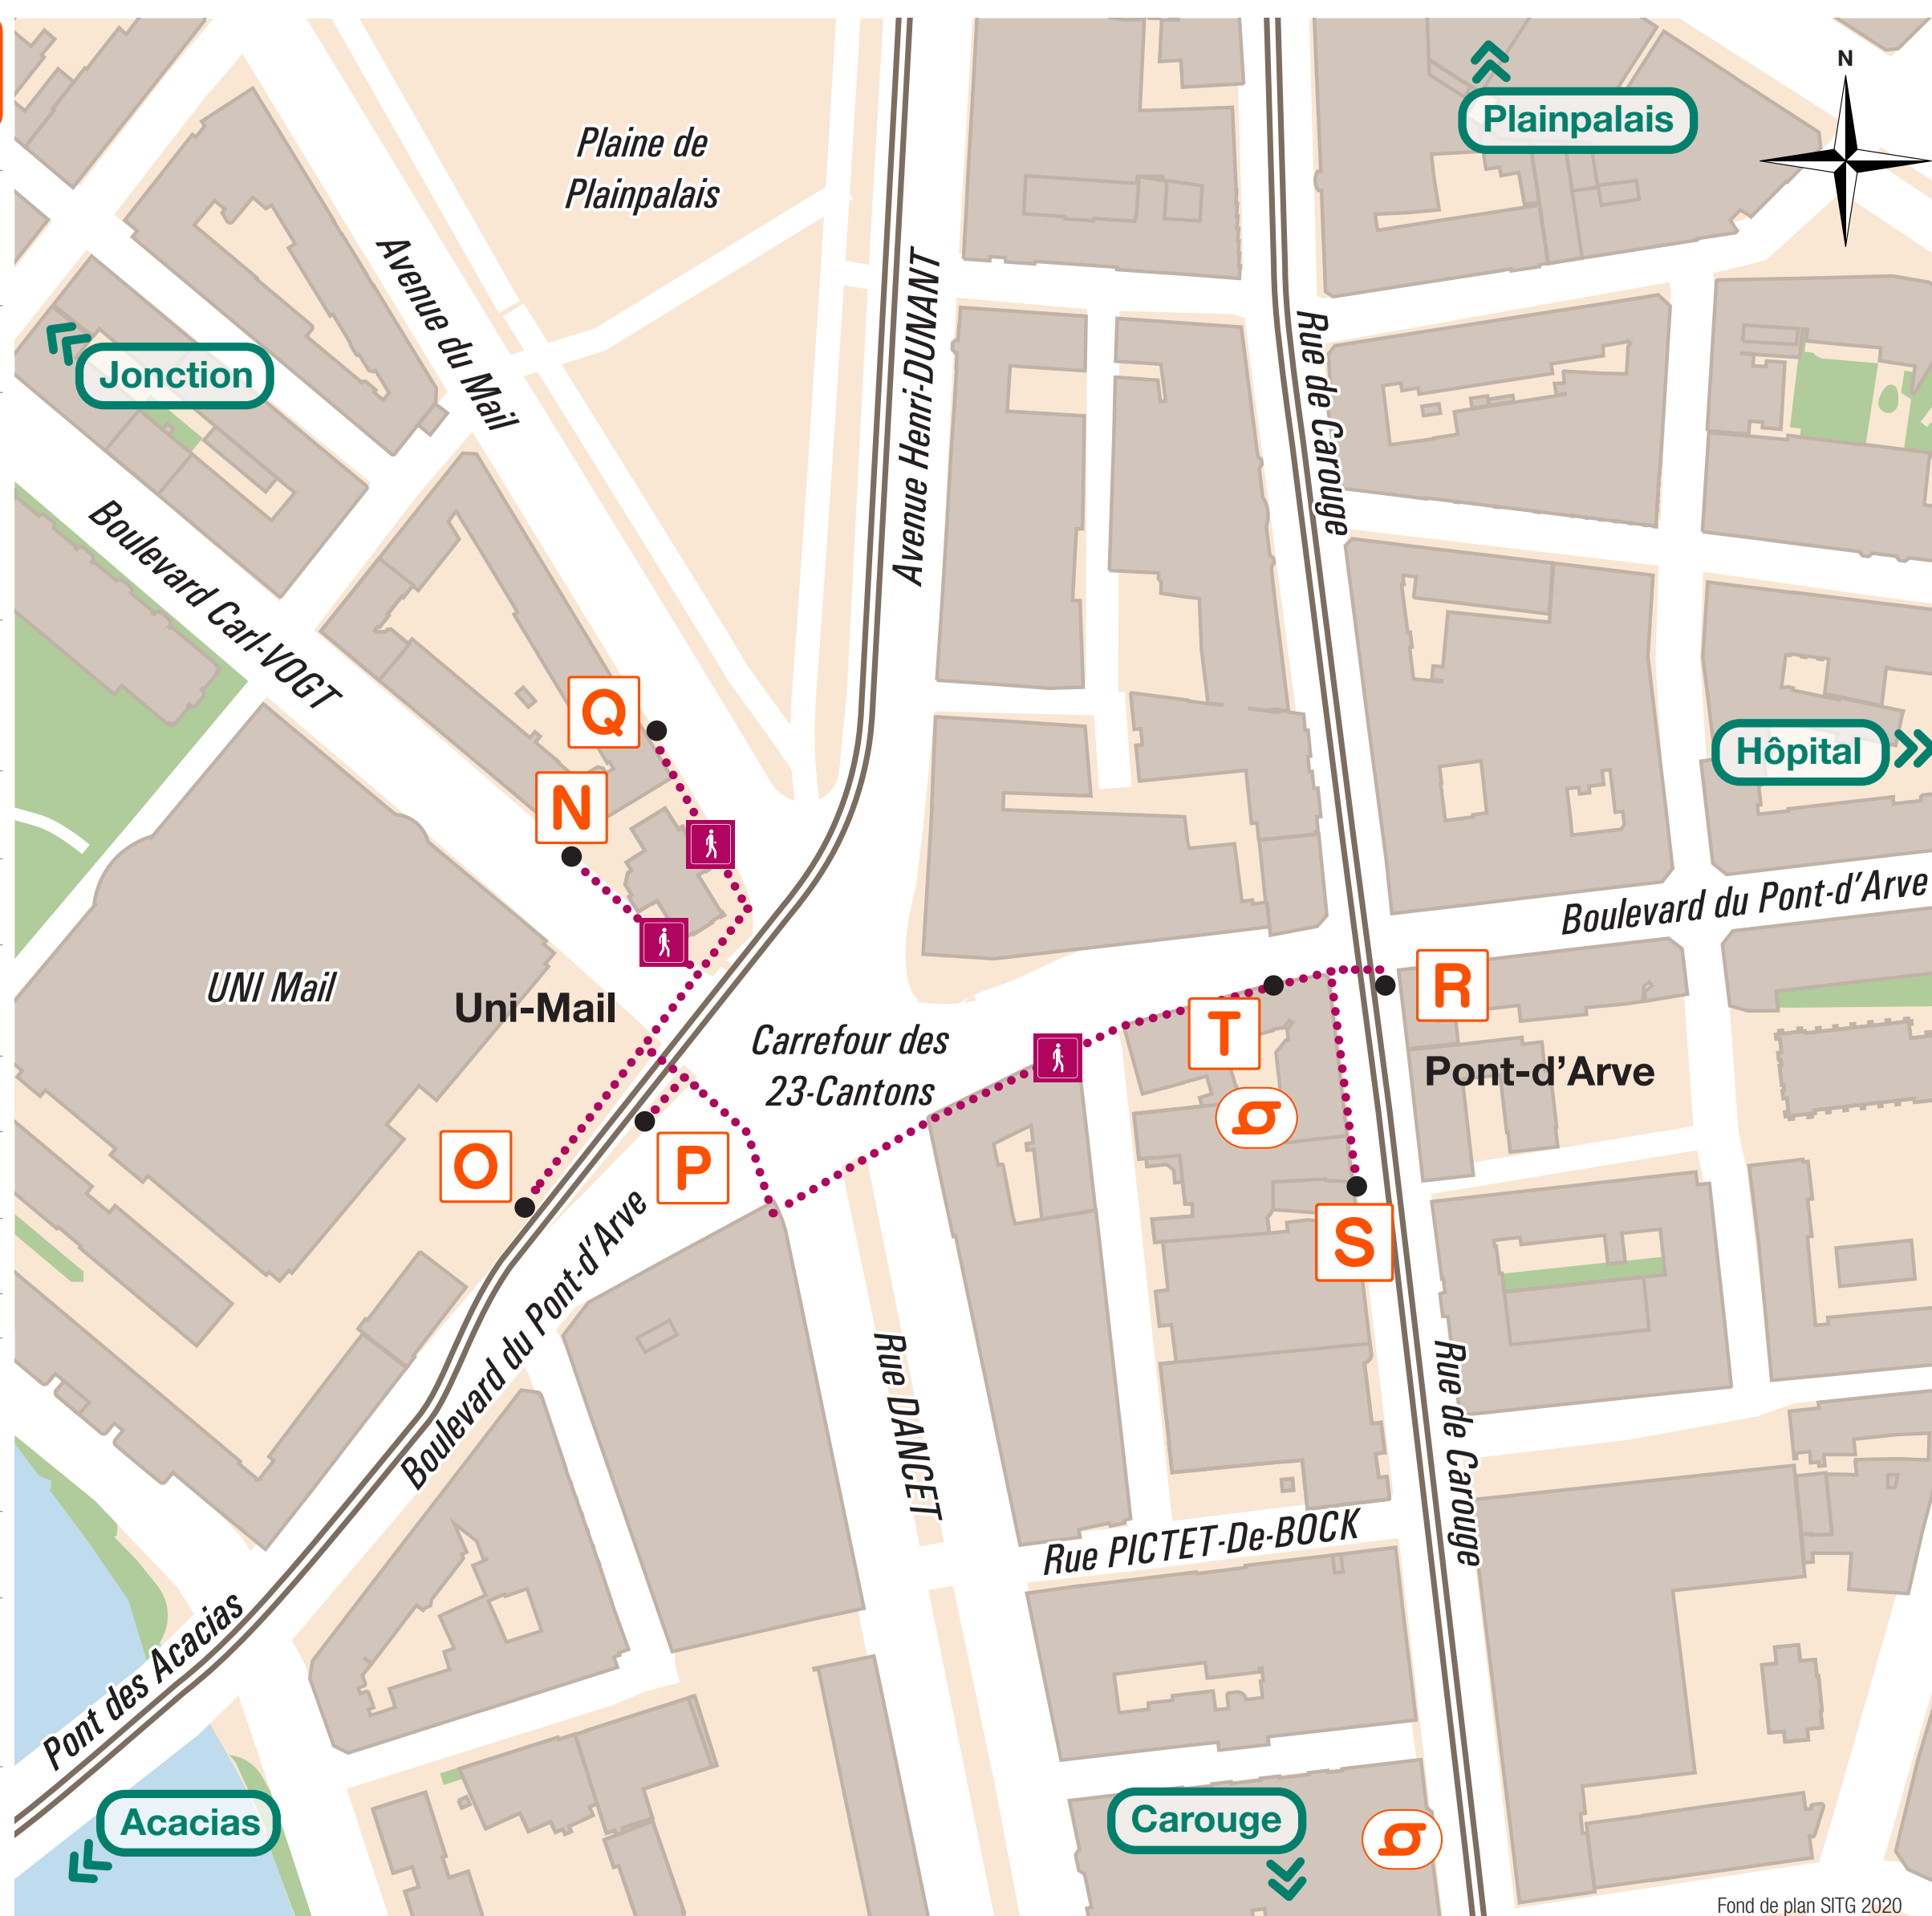 N
Plainpalais
Plaine de
Plainpalais
Avenue du Mail
Avenue Henri-DUNANT
Rue de Carouge
Jonction
Boulevard Carl-VOGT
Q
Hôpital
N
Boulevard du Pont-d'Arve
UNI Mail
Uni-Mail
R
T
Carrefour des
23-Cantons
Pont-d'Arve
O
P
S
Boulevard du Pont-d'Arve
Rue DANCET
Rue de Carouge
Rue PICTET-De-BOCK
Pont des Acacias
Acacias
Carouge
Fond de plan SITG 2020